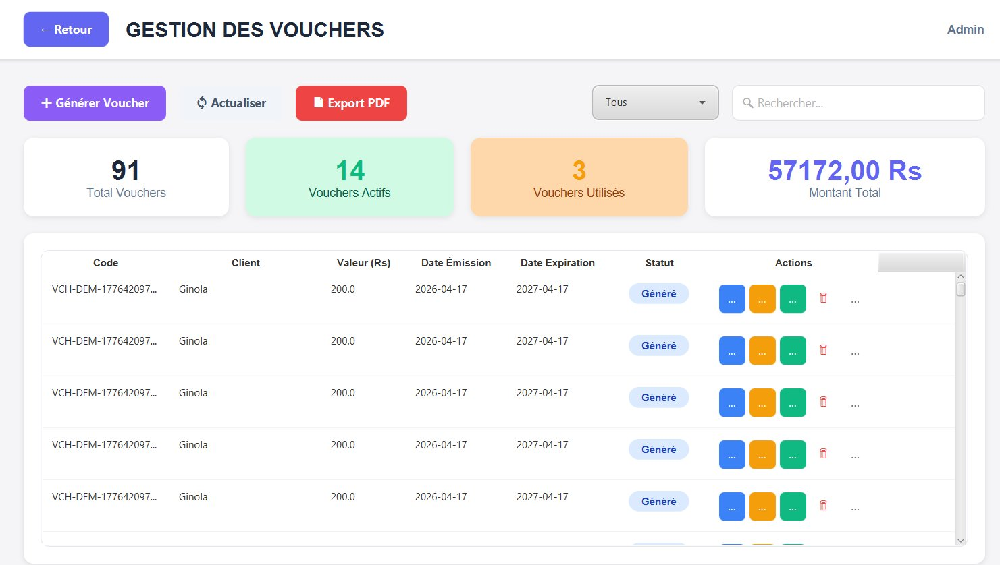 ← Retour
GESTION DES VOUCHERS
Admin
+ Générer Voucher
Actualiser
Export PDF
Tous
Rechercher...
91
Total Vouchers
14
Vouchers Actifs
3
Vouchers Utilisés
57172,00 Rs
Montant Total
Code Client Valeur (Rs) Date Émission Date Expiration Statut Actions
VCH-DEM-177642097... Ginola 200.0 2026-04-17 2027-04-17 Généré ... ... ... ...
VCH-DEM-177642097... Ginola 200.0 2026-04-17 2027-04-17 Généré ... ... ... ...
VCH-DEM-177642097... Ginola 200.0 2026-04-17 2027-04-17 Généré ... ... ... ...
VCH-DEM-177642097... Ginola 200.0 2026-04-17 2027-04-17 Généré ... ... ... ...
VCH-DEM-177642097... Ginola 200.0 2026-04-17 2027-04-17 Généré ... ... ... ...